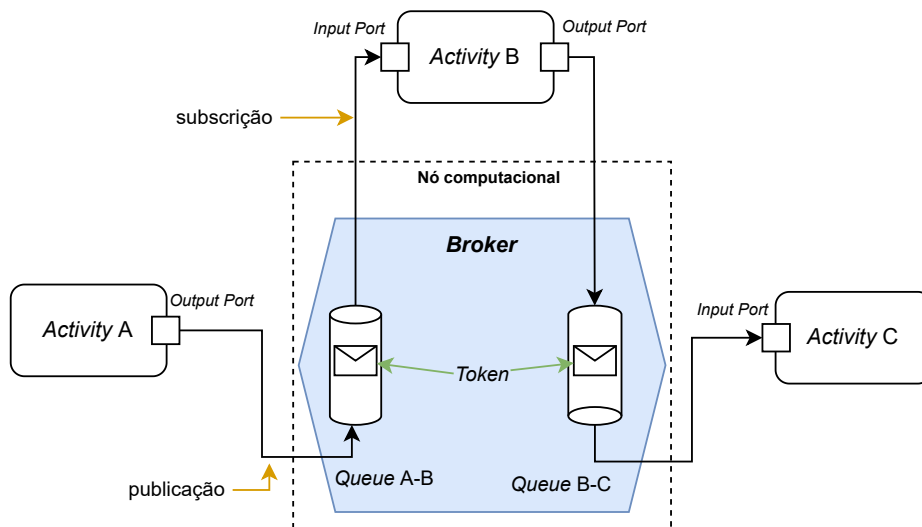 Input Port
Output Port
Activity B
subscrição
Nó computacional
Broker
Output Port
Input Port
Activity A
Activity C
Token
Queue A-B
Queue B-C
publicação